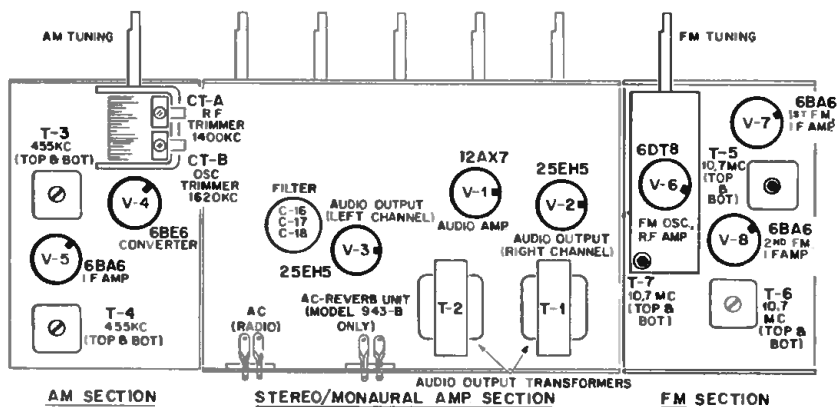 AM TUNING
FM TUNING
CT-A
R F
TRIMMER
1400KC
CT-B
OSC
TRIMMER
1620KC
T-3
455KC
(TOP & BOT)
V-4
6BE6
CONVERTER
V-5
6BA6
I F AMP
T-4
455KC
(TOP & BOT)
FILTER
C-16
C-17
C-18
AUDIO OUTPUT
(LEFT CHANNEL)
V-3
25EH5
12AX7
V-1
AUDIO AMP
25EH5
V-2
AUDIO OUTPUT
(RIGHT CHANNEL)
AC
(RADIO)
AC-REVERB UNIT
(MODEL 943-B
ONLY)
T-2
T-1
AUDIO OUTPUT TRANSFORMERS
6DT8
V-6
FM OSC,
R.F AMP
V-7
6BA6
1ST FM
I F AMP
T-5
10.7MC
(TOP
&
BOT)
V-8
6BA6
2ND FM
I F AMP
T-7
10.7 MC
(TOP &
BOT)
T-6
10.7
MC
(TOP &
BOT)
AM SECTION
STEREO/MONAURAL AMP SECTION
FM SECTION